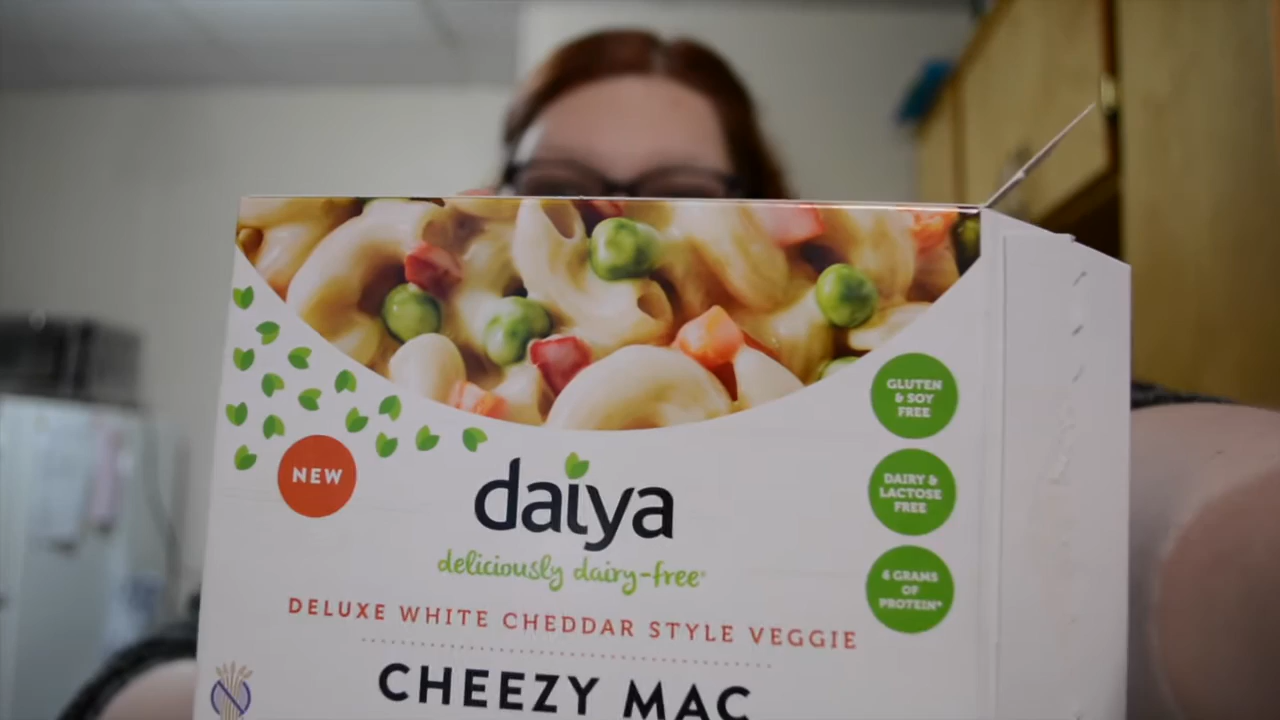 NEW
daiya
deliciously dairy-free*
DELUXE WHITE CHEDDAR STYLE VEGGIE
CHEEZY MAC
GLUTEN
& SOY
FREE
DAIRY &
LACTOSE
FREE
GRAMS
OF
PROTEIN*